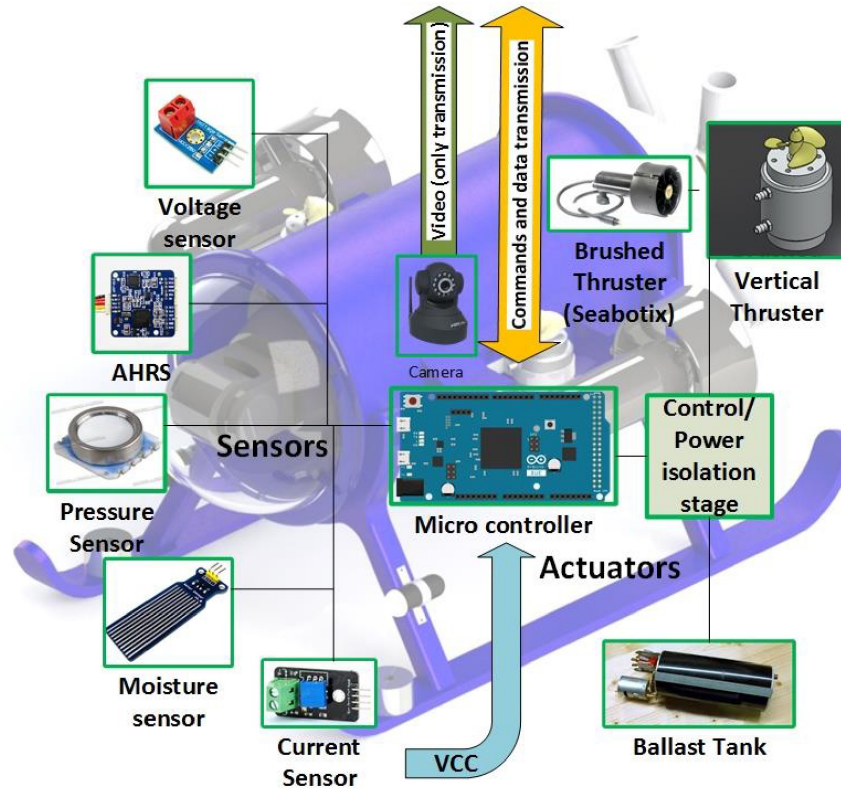 Video (only transmission)
Commands and data transmission
Voltage
sensor
AHRS
Pressure
Sensor
Moisture
sensor
Current
Sensor
Sensors
Camera
Micro controller
VCC
Actuators
Brushed
Thruster
(Seabotix)
Vertical
Thruster
Control/
Power
isolation
stage
Ballast Tank